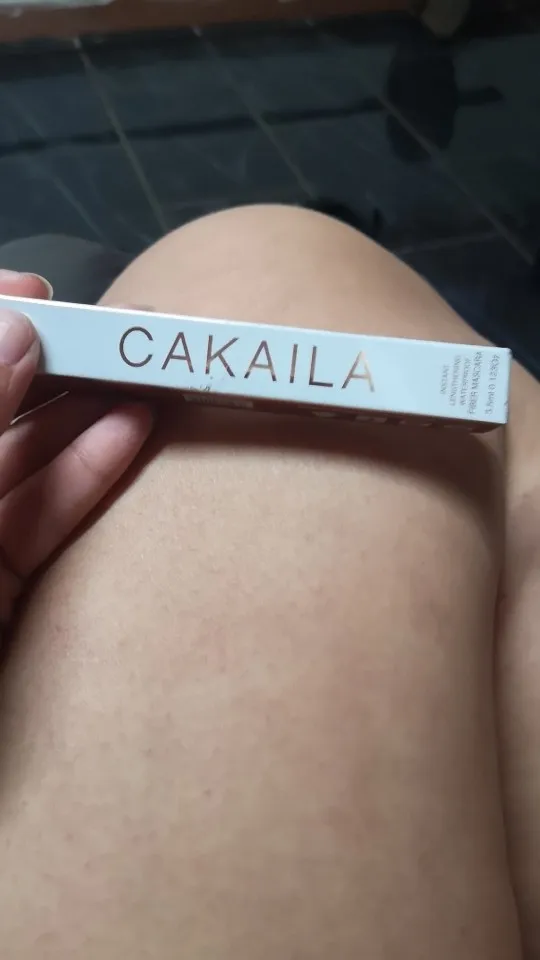 CAKAILA
INSTANT
LENGTHENING
WATERPROOF
FIBER MASCARA